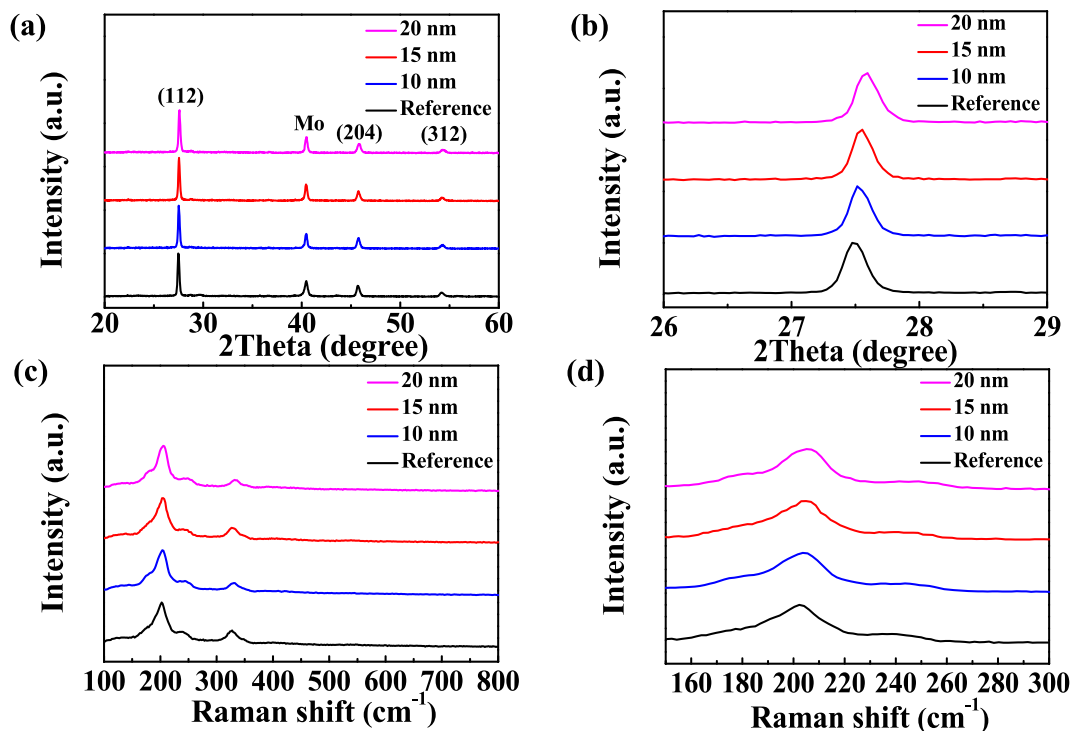 (a)
20 nm
15 nm
10 nm
Reference
(112)
Mo
(204)
(312)
Intensity (a.u.)
20 30 40 50 60
2Theta (degree)
(b)
20 nm
15 nm
10 nm
Reference
Intensity (a.u.)
26 27 28 29
2Theta (degree)
(c)
20 nm
15 nm
10 nm
Reference
Intensity (a.u.)
100 200 300 400 500 600 700 800
Raman shift (cm⁻¹)
(d)
20 nm
15 nm
10 nm
Reference
Intensity (a.u.)
160 180 200 220 240 260 280 300
Raman shift (cm⁻¹)